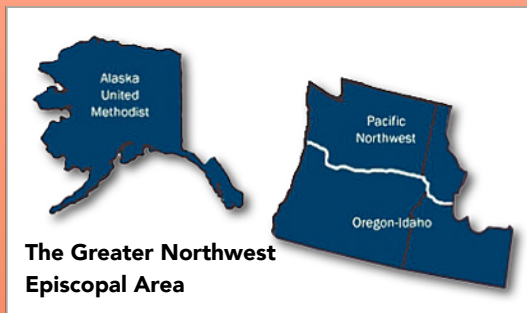 Alaska
United
Methodist
Pacific
Northwest
Oregon-Idaho
The Greater Northwest
Episcopal Area